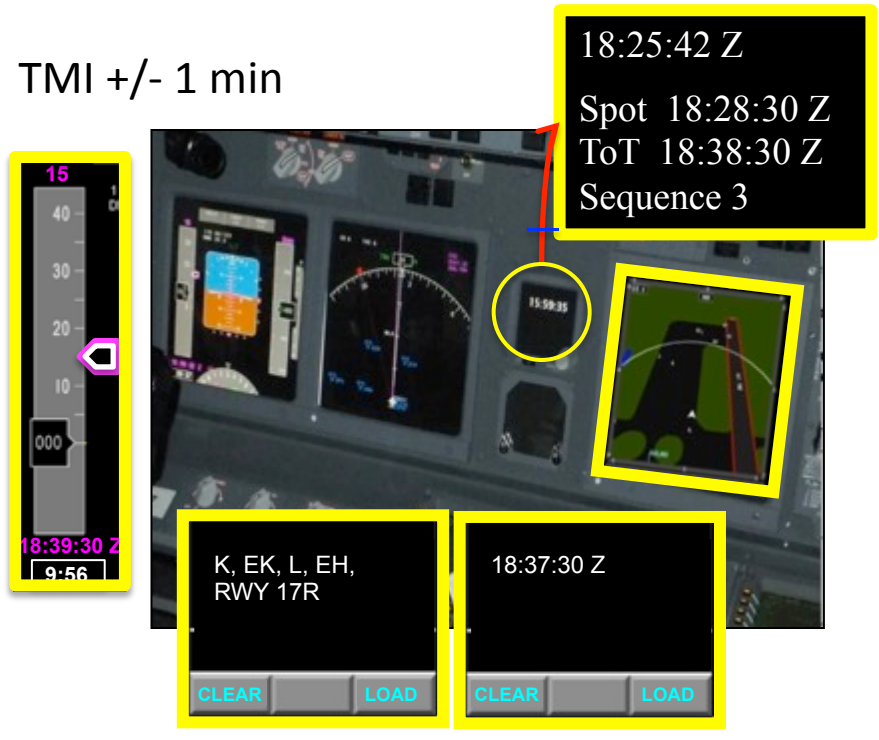 TMI +/- 1 min
18:25:42 Z
Spot 18:28:30 Z
ToT 18:38:30 Z
Sequence 3
15
40
30
20
10
000
18:39:30 Z
9:56
15:59:35
K, EK, L, EH,
RWY 17R
CLEAR
LOAD
18:37:30 Z
CLEAR
LOAD